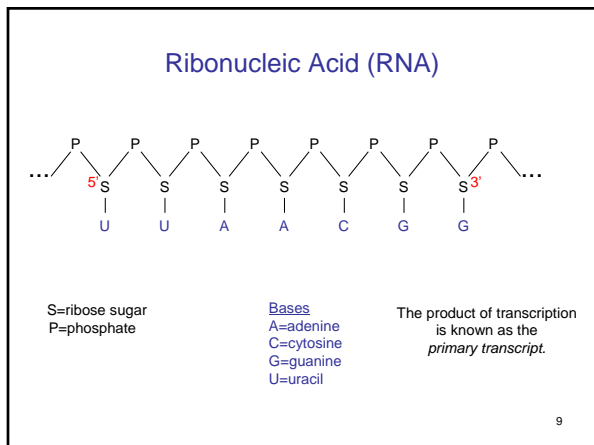 Ribonucleic Acid (RNA)
P P P P P P P P
... 5' S S S S S S S 3' ...
U U A A C G G
S=ribose sugar
P=phosphate
Bases
A=adenine
C=cytosine
G=guanine
U=uracil
The product of transcription
is known as the
primary transcript.
9